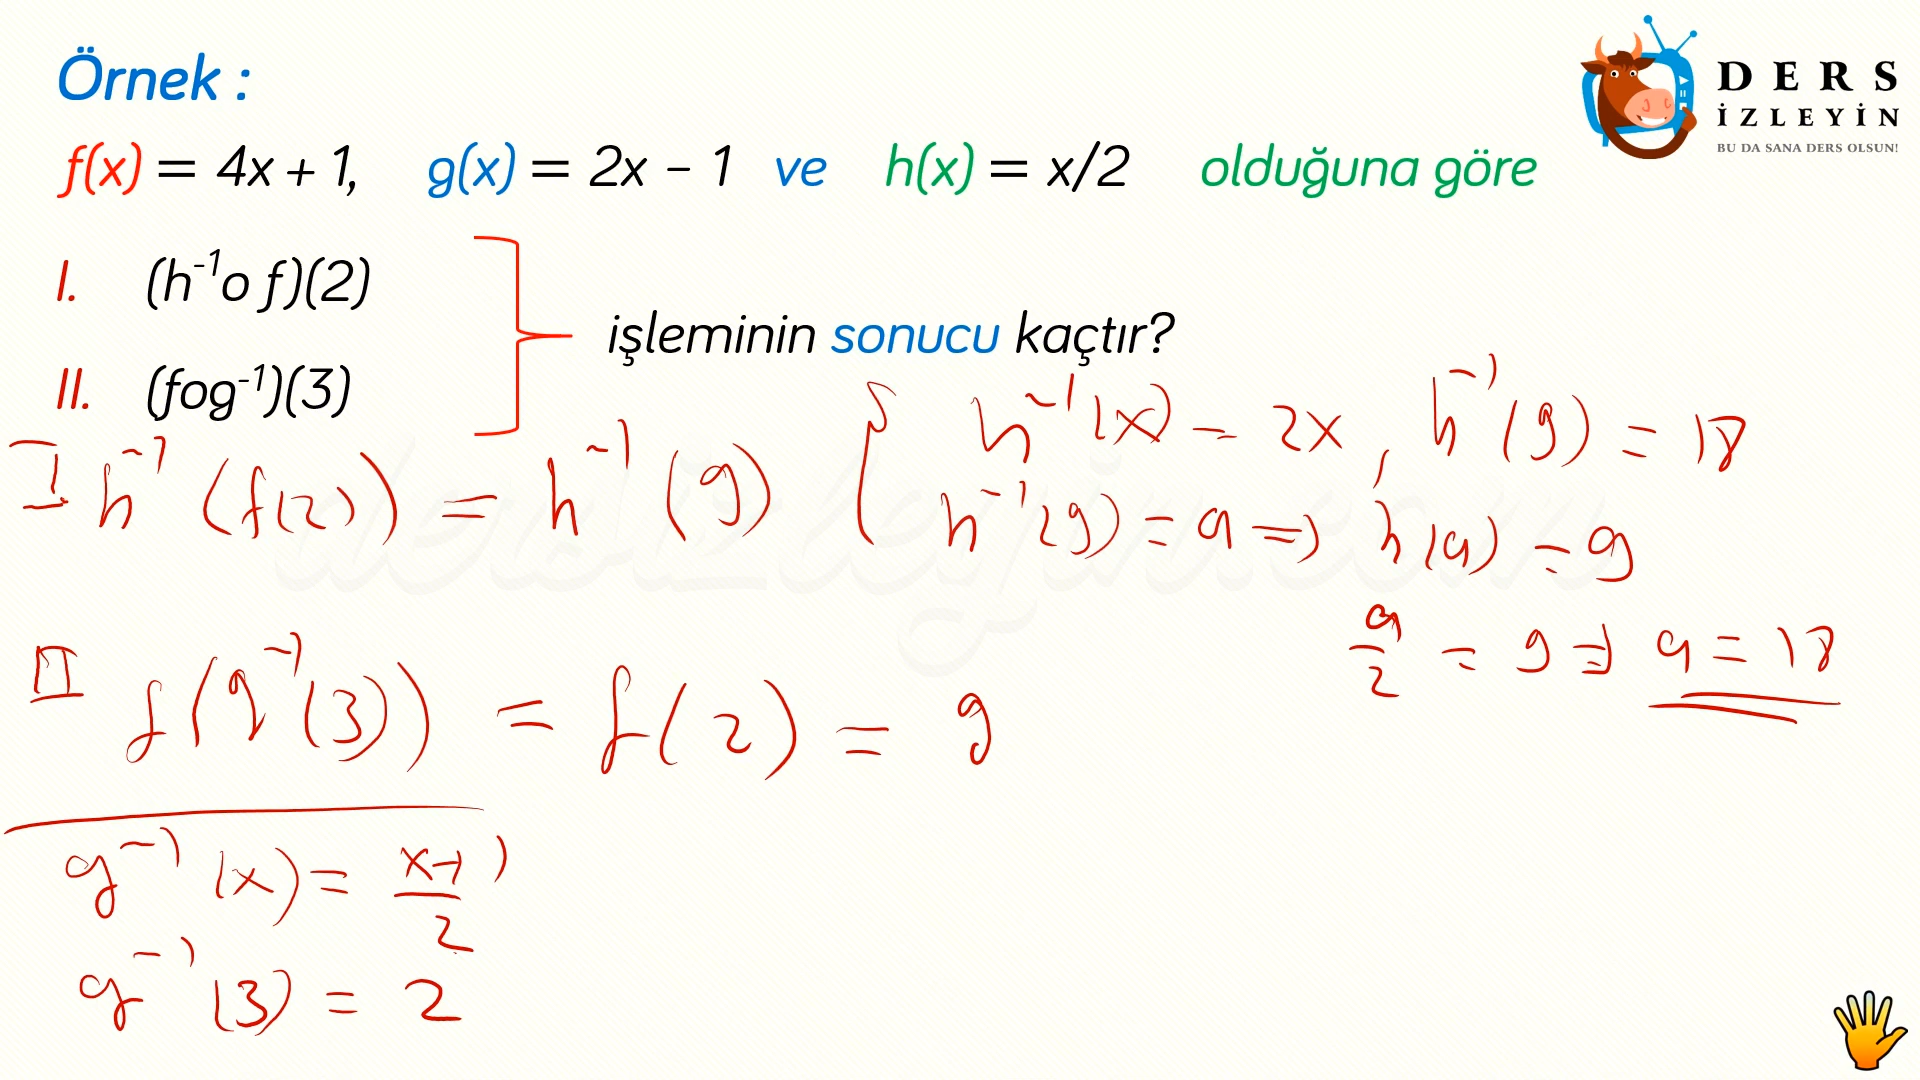 Örnek :
DERS
İZLEYİN
BU DA SANA DERS OLSUN!
f(x) = 4x + 1, g(x) = 2x - 1 ve h(x) = x/2 olduğuna göre
I. (h⁻¹o f)(2)
II. (fog⁻¹)(3)
işleminin sonucu kaçtır?
I. h⁻¹ (f(2)) = h⁻¹ (9)
h⁻¹(x) = 2x, h⁻¹(9) = 18
h⁻¹(9) = a => h(a) = 9
a/2 = 9 => a = 18
II f(g⁻¹(3)) = f(2) = 9
g⁻¹(x) = x+1/2
g⁻¹(3) = 2